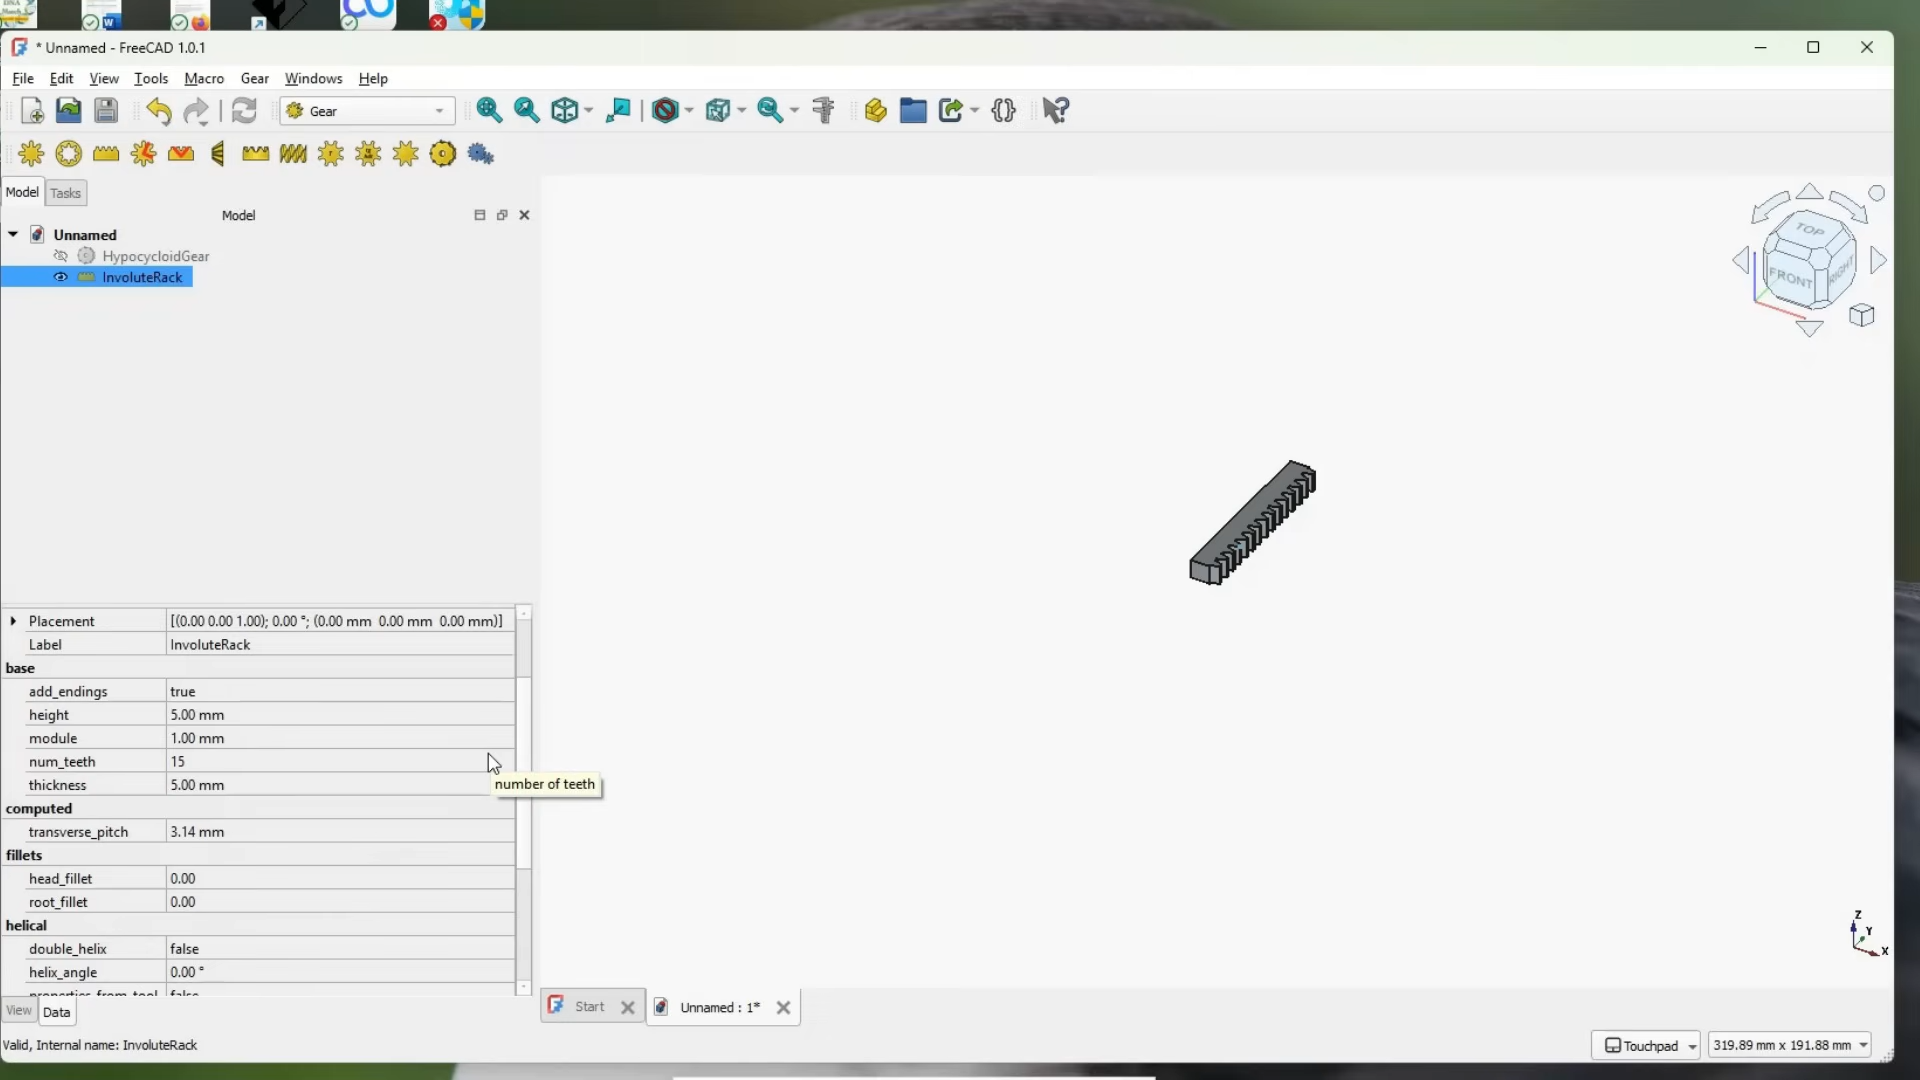 * Unnamed - FreeCAD 1.0.1
File Edit View Tools Macro Gear Windows Help
Gear
Model Tasks
Model
Unnamed
HypocycloidGear
InvoluteRack
TOP
FRONT
RIGHT
Placement [(0.00 0.00 1.00); 0.00 °; (0.00 mm 0.00 mm 0.00 mm)]
Label InvoluteRack
base
add_endings true
height 5.00 mm
module 1.00 mm
num_teeth 15
thickness 5.00 mm
number of teeth
computed
transverse_pitch 3.14 mm
fillets
head_fillet 0.00
root_fillet 0.00
helical
double_helix false
helix_angle 0.00 °
properties_from_tool false
Z
Y
X
View Data
Start Unnamed : 1*
Valid, Internal name: InvoluteRack
Touchpad 319.89 mm x 191.88 mm